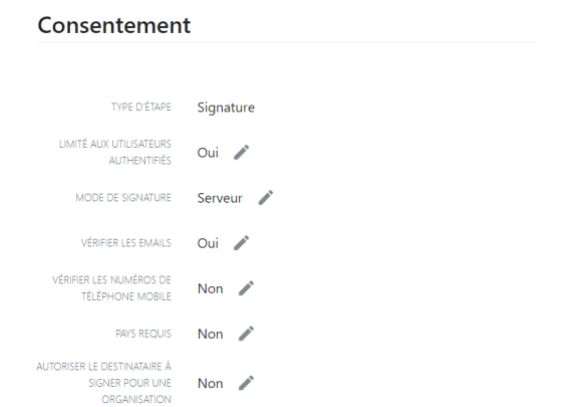 Consentement
TYPE D'ÉTAPE Signature
LIMITÉ AUX UTILISATEURS
AUTHENTIFIÉS Oui
MODE DE SIGNATURE Serveur
VÉRIFIER LES EMAILS Oui
VÉRIFIER LES NUMÉROS DE
TÉLÉPHONE MOBILE Non
PAYS REQUIS Non
AUTORISER LE DESTINATAIRE À
SIGNER POUR UNE Non
ORGANISATION